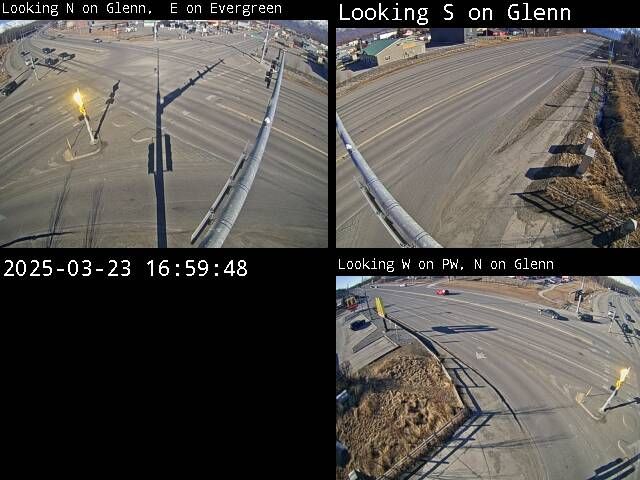 Looking N on Glenn,  E on Evergreen
Looking S on Glenn
2025-03-23 16:59:48
Looking W on PW, N on Glenn